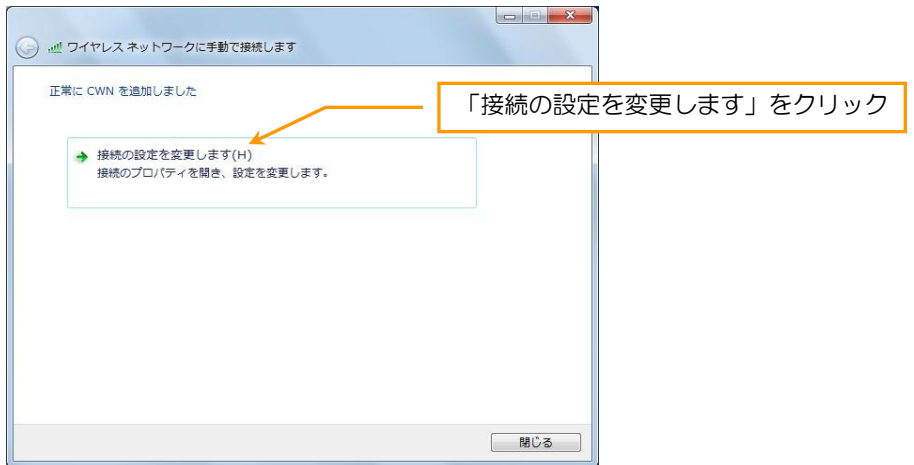 ワイヤレス ネットワークに手動で接続します
正常に CWN を追加しました
「接続の設定を変更します」をクリック
接続の設定を変更します(H)
接続のプロパティを開き、設定を変更します。
閉じる